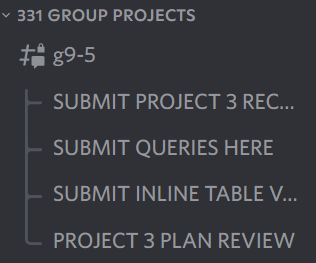 331 GROUP PROJECTS
g9-5
SUBMIT PROJECT 3 REC...
SUBMIT QUERIES HERE
SUBMIT INLINE TABLE V...
PROJECT 3 PLAN REVIEW